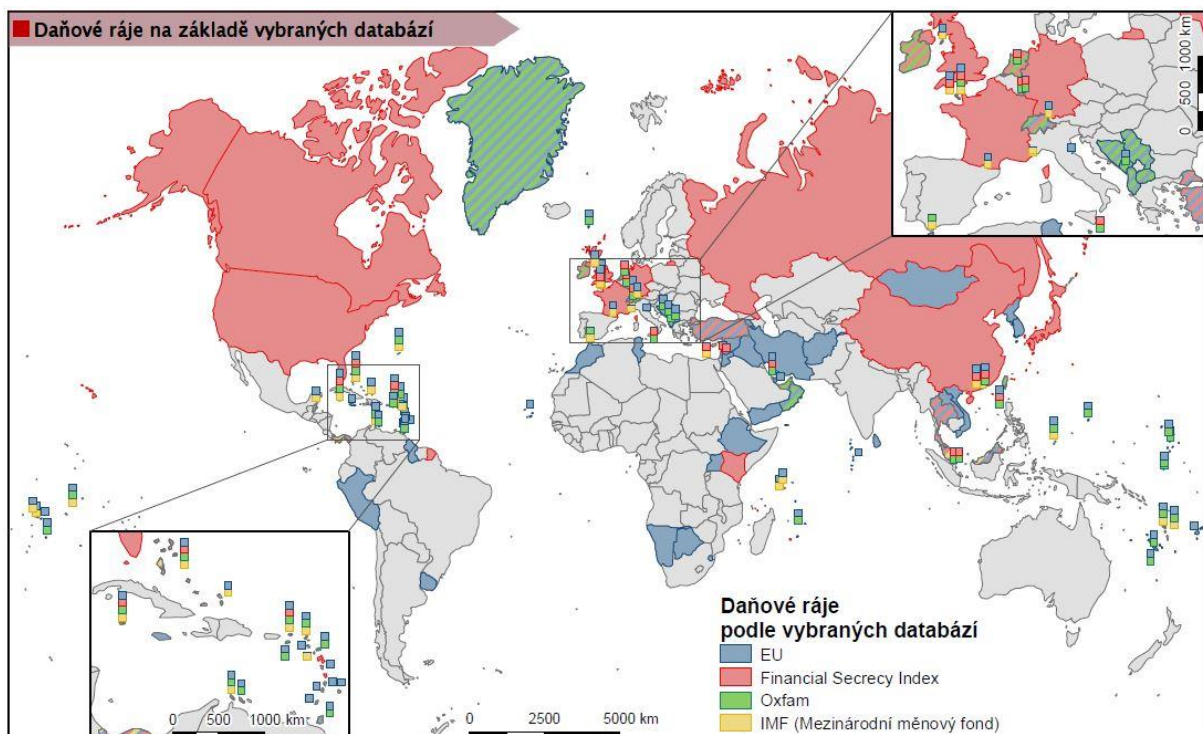 Daňové ráje na základě vybraných databází
0 500 1000 km
0 500 1000 km
0 2500 5000 km
Daňové ráje
podle vybraných databází
EU
Financial Secrecy Index
Oxfam
IMF (Mezinárodní měnový fond)